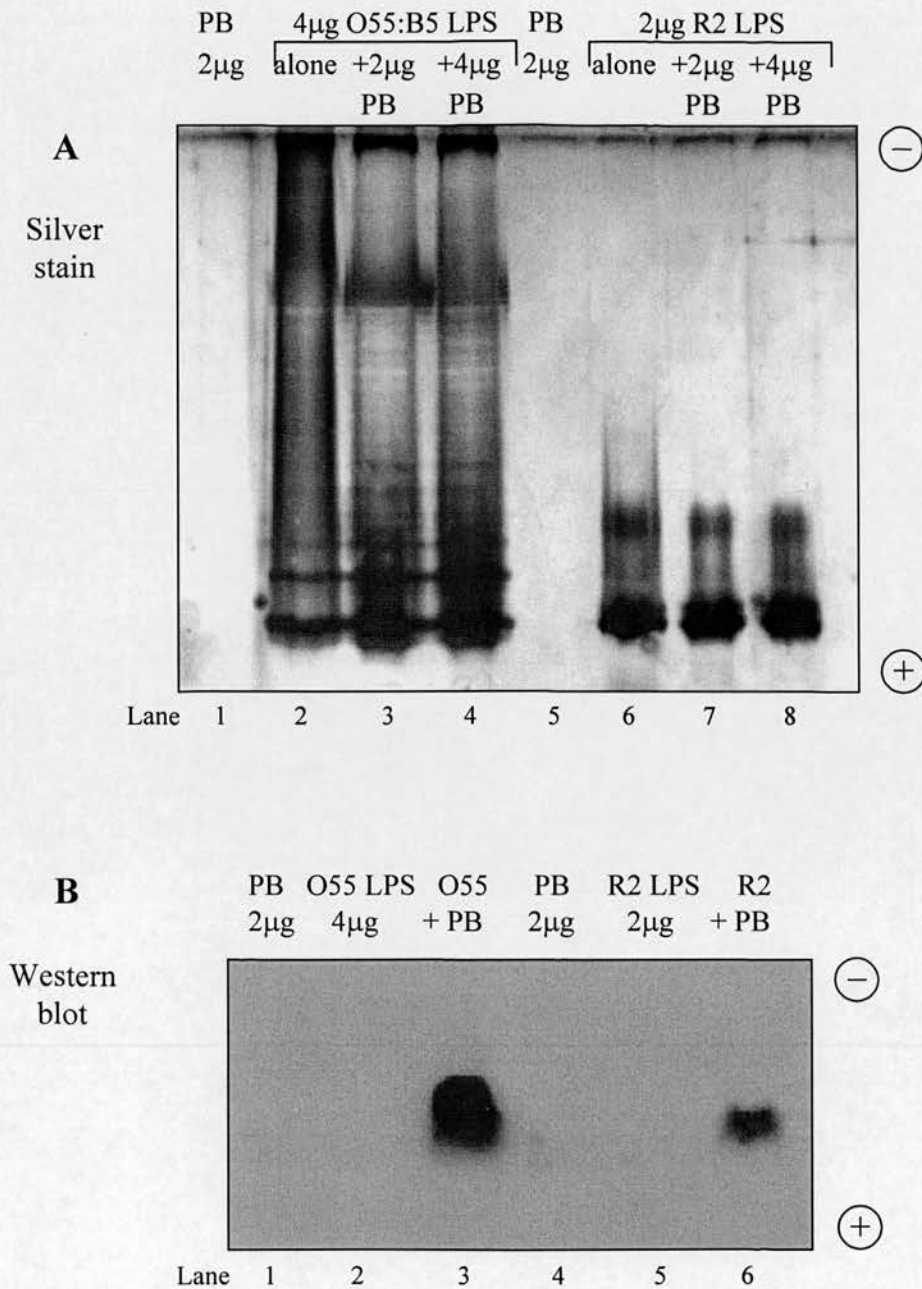 PB 4µg O55:B5 LPS PB 2µg R2 LPS
2µg alone +2µg +4µg 2µg alone +2µg +4µg
PB PB PB PB
A
−
Silver
stain
+
Lane 1 2 3 4 5 6 7 8
B
PB O55 LPS O55 PB R2 LPS R2
2µg 4µg + PB 2µg 2µg + PB
Western
blot
−
+
Lane 1 2 3 4 5 6